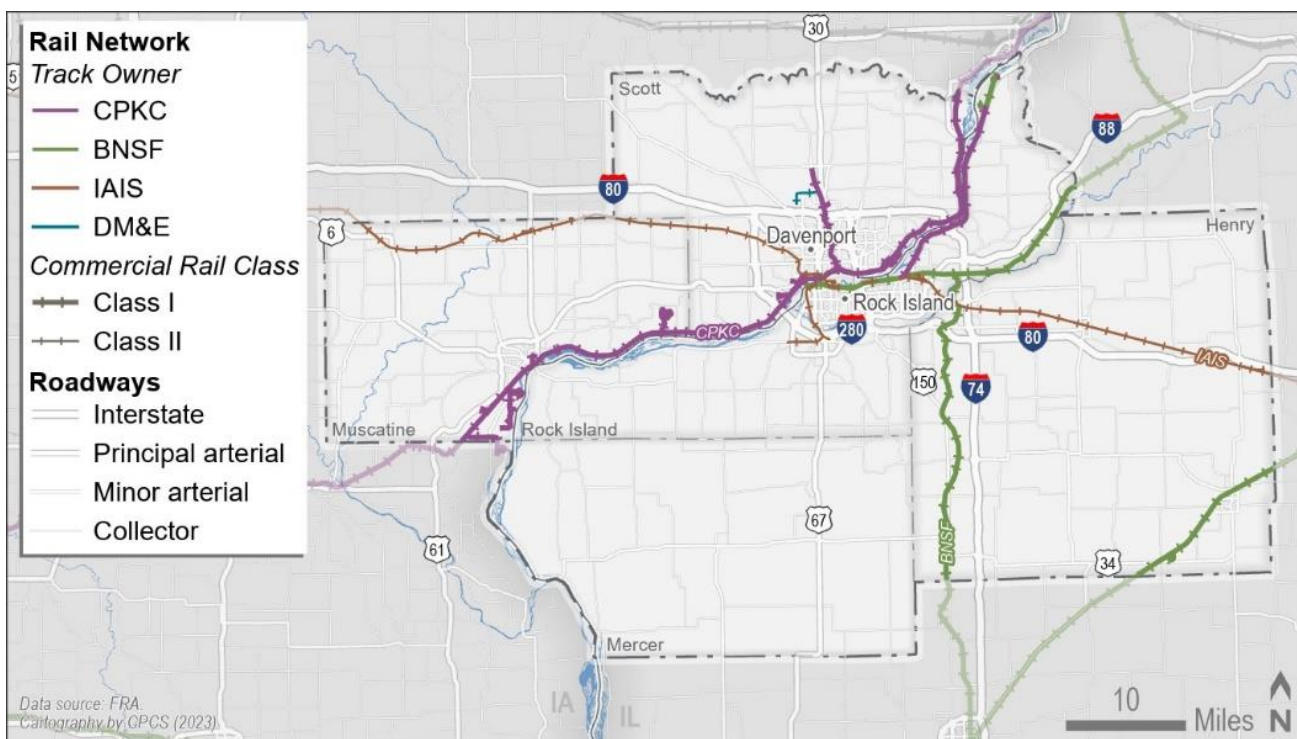 Rail Network
Track Owner
CPKC
BNSF
IAIS
DM&E
Commercial Rail Class
Class I
Class II
Roadways
Interstate
Principal arterial
Minor arterial
Collector
30
5
Scott
88
80
6
Henry
Davenport
Rock Island
280
80
CPKC
IAIS
150
74
Muscatine
Rock Island
67
61
BNSF
34
Mercer
IA
IL
Data source: FRA.
Cartography by CPCS (2023)
10
Miles
N